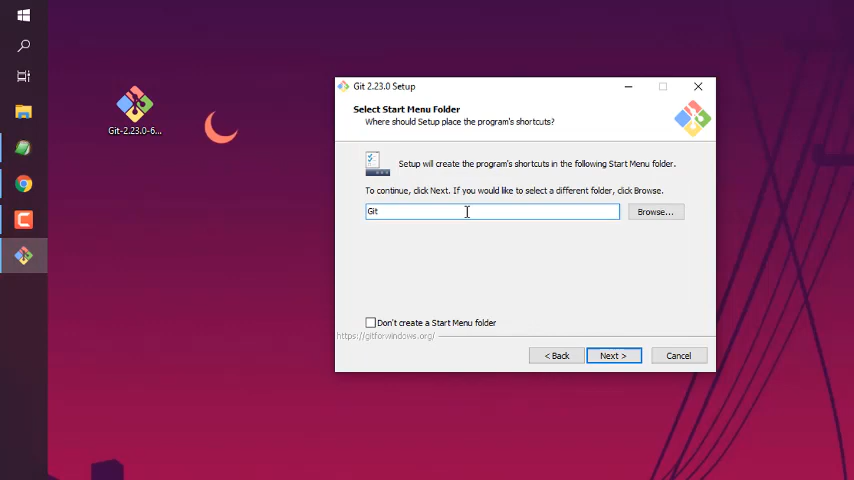 Git-2.23.0-6...
Git 2.23.0 Setup
Select Start Menu Folder
Where should Setup place the program's shortcuts?
Setup will create the program's shortcuts in the following Start Menu folder.
To continue, click Next. If you would like to select a different folder, click Browse.
Git
Browse...
Don't create a Start Menu folder
https://gitforwindows.org/
< Back
Next >
Cancel